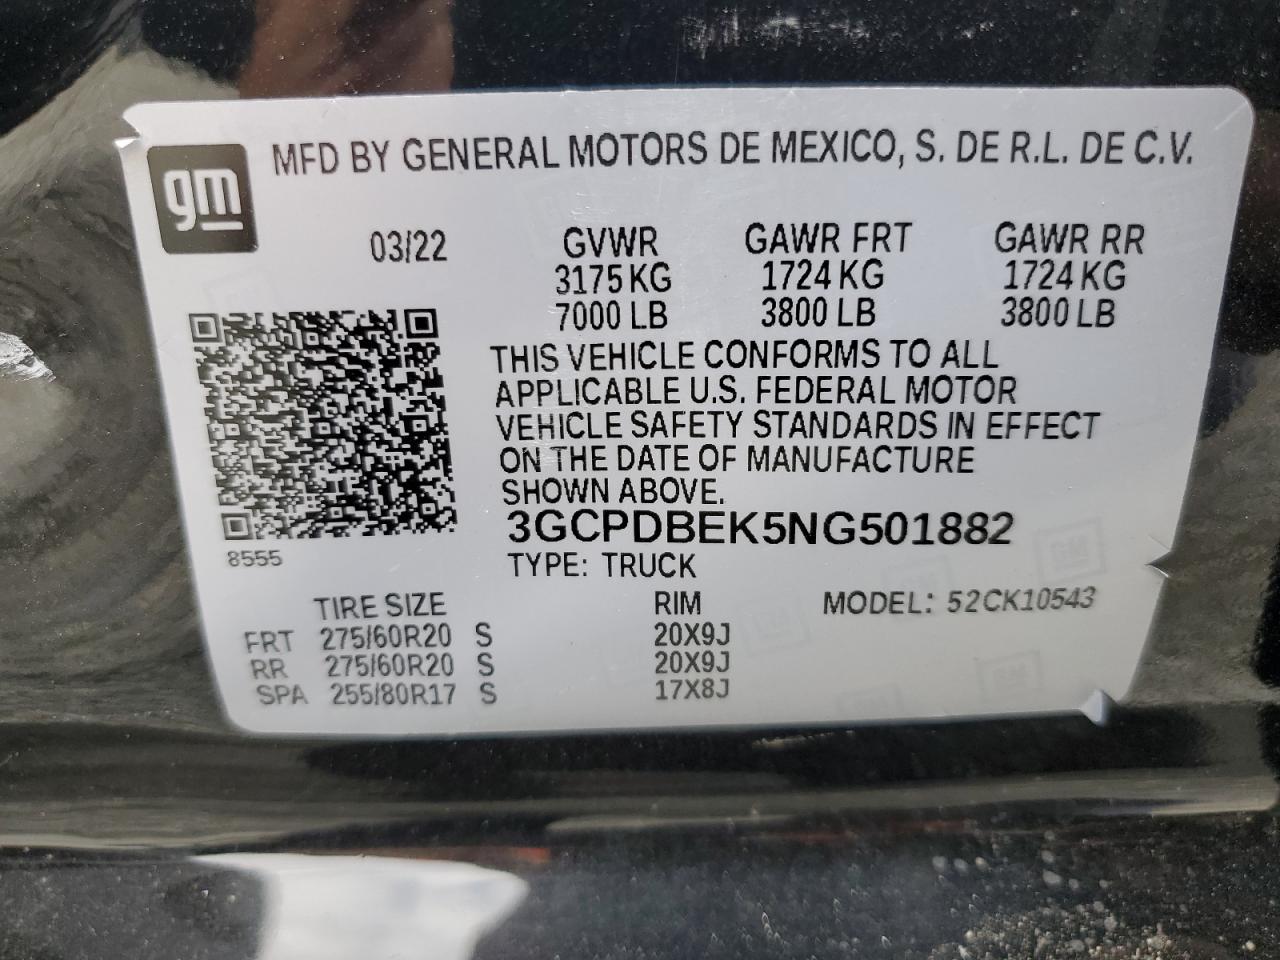 gm
MFD BY GENERAL MOTORS DE MEXICO, S. DE R.L. DE C.V.
03/22 GVWR GAWR FRT GAWR RR
3175 KG 1724 KG 1724 KG
7000 LB 3800 LB 3800 LB
THIS VEHICLE CONFORMS TO ALL
APPLICABLE U.S. FEDERAL MOTOR
VEHICLE SAFETY STANDARDS IN EFFECT
ON THE DATE OF MANUFACTURE
SHOWN ABOVE.
3GCPDBEK5NG501882
8555
TYPE: TRUCK
TIRE SIZE RIM MODEL: 52CK10543
FRT 275/60R20 S 20X9J
RR 275/60R20 S 20X9J
SPA 255/80R17 S 17X8J